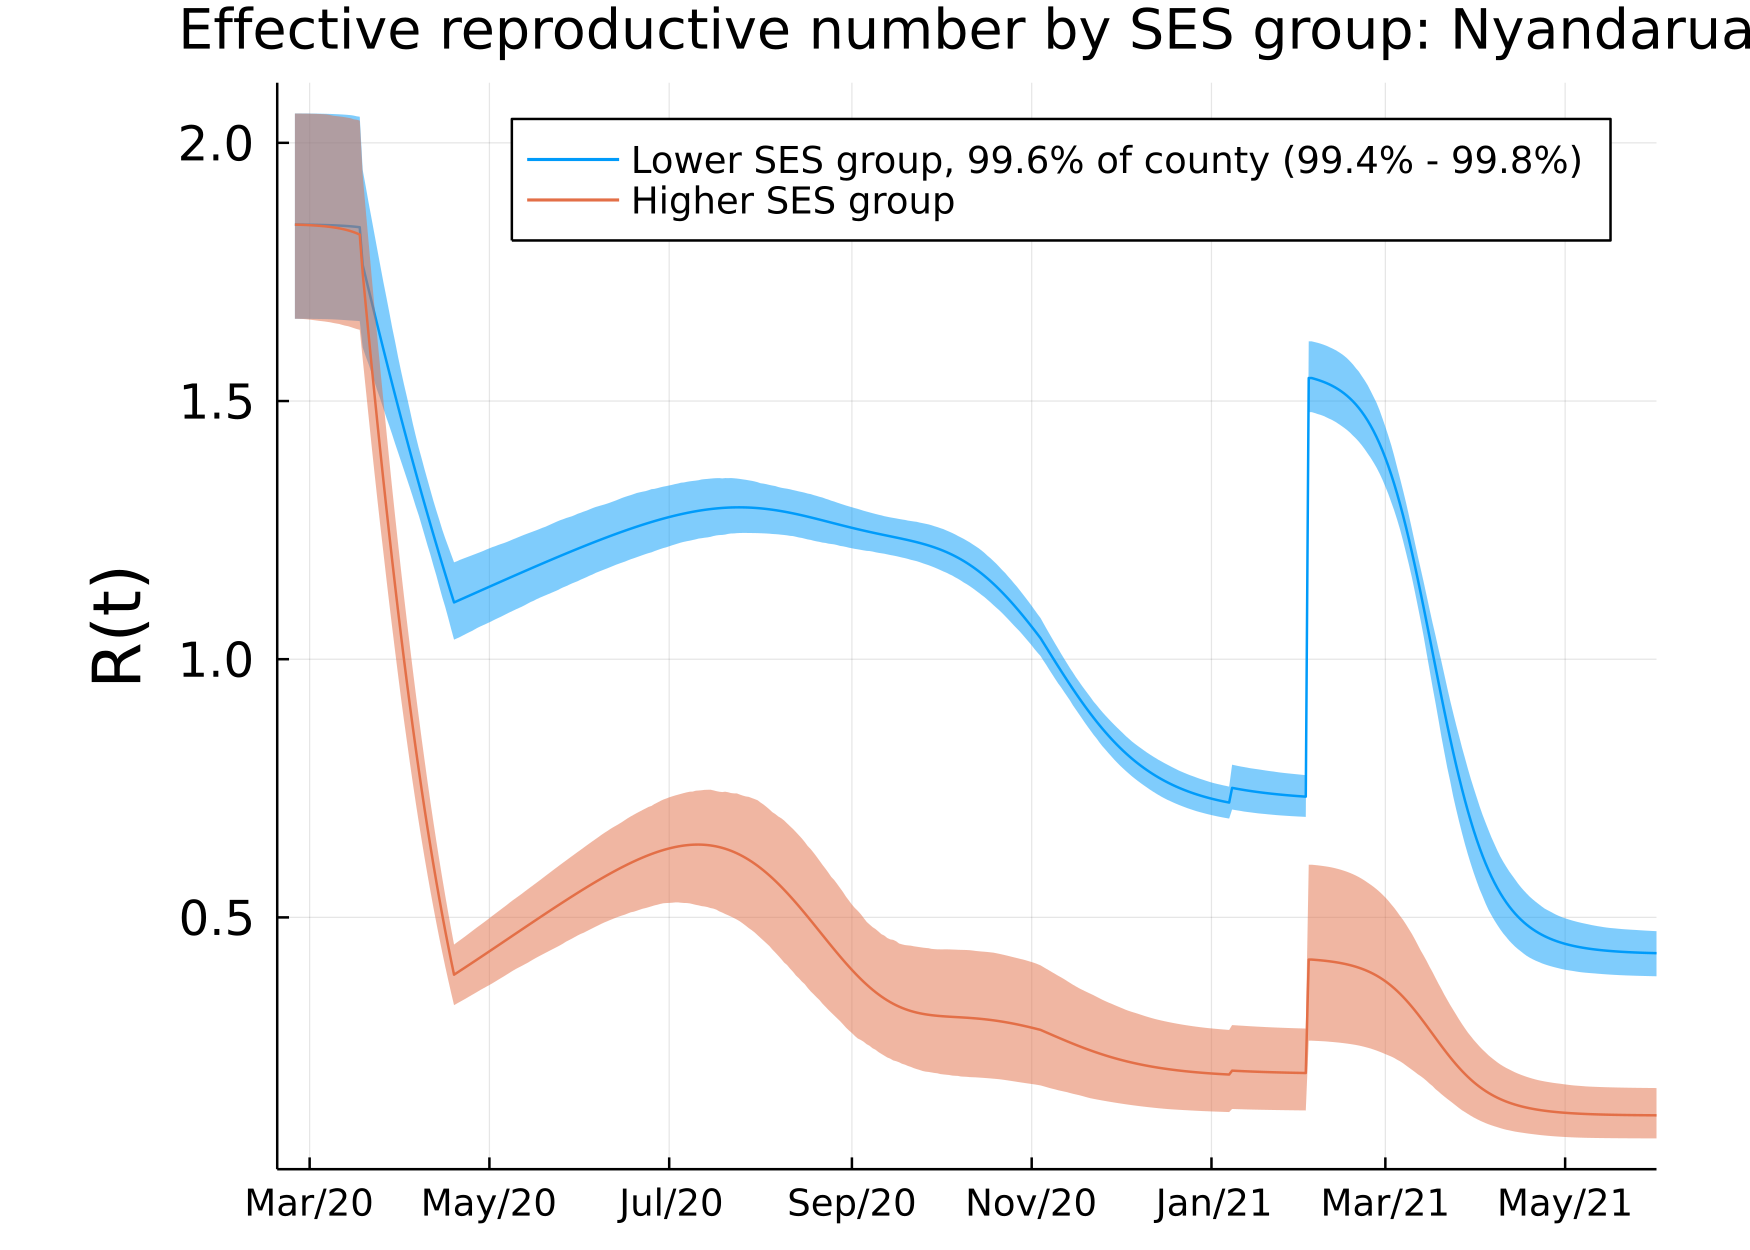 Effective reproductive number by SES group: Nyandarua
Lower SES group, 99.6% of county (99.4% - 99.8%)
Higher SES group
R(t)
2.0
1.5
1.0
0.5
Mar/20 May/20 Jul/20 Sep/20 Nov/20 Jan/21 Mar/21 May/21